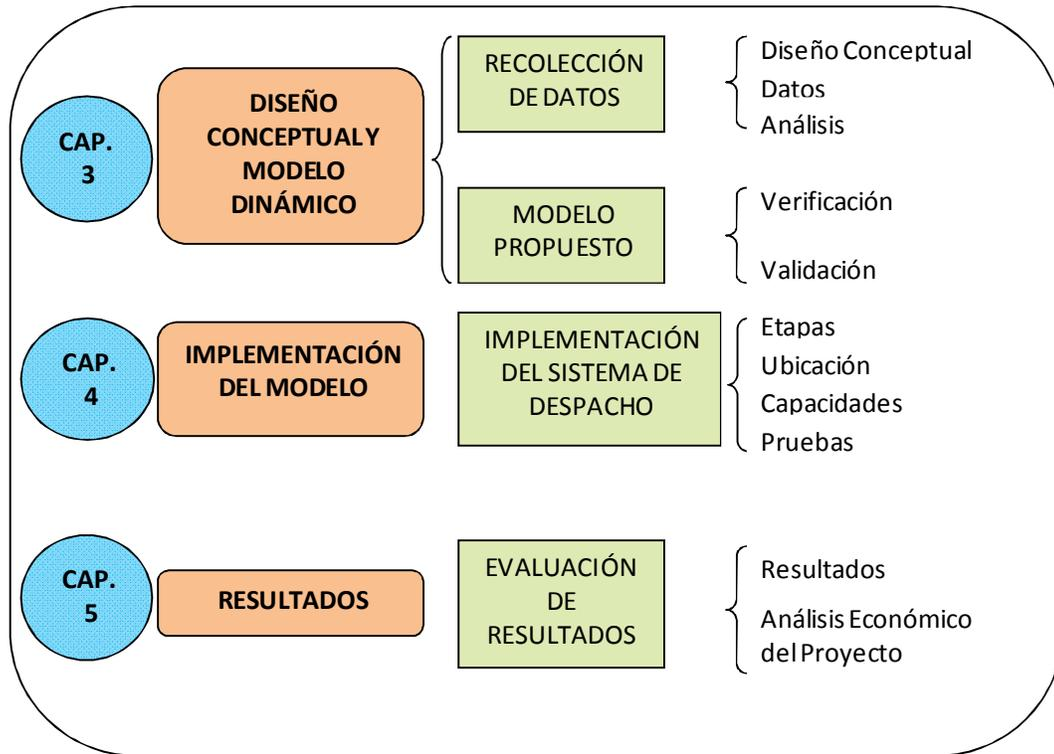 CAP.
3
DISEÑO
CONCEPTUAL Y
MODELO
DINÁMICO
RECOLECCIÓN
DE DATOS
Diseño Conceptual
Datos
Análisis
MODELO
PROPUESTO
Verificación
Validación
CAP.
4
IMPLEMENTACIÓN
DEL MODELO
IMPLEMENTACIÓN
DEL SISTEMA DE
DESPACHO
Etapas
Ubicación
Capacidades
Pruebas
CAP.
5
RESULTADOS
EVALUACIÓN
DE
RESULTADOS
Resultados
Análisis Económico
del Proyecto